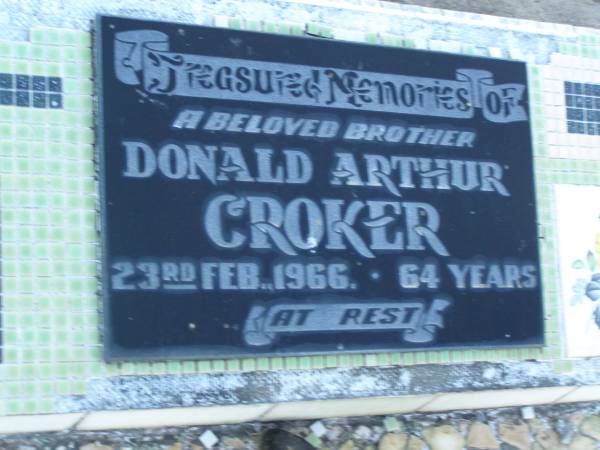 Treasured Memories Of
A BELOVED BROTHER
DONALD ARTHUR
CROKER
23RD FEB., 1966. · 64 YEARS
AT REST